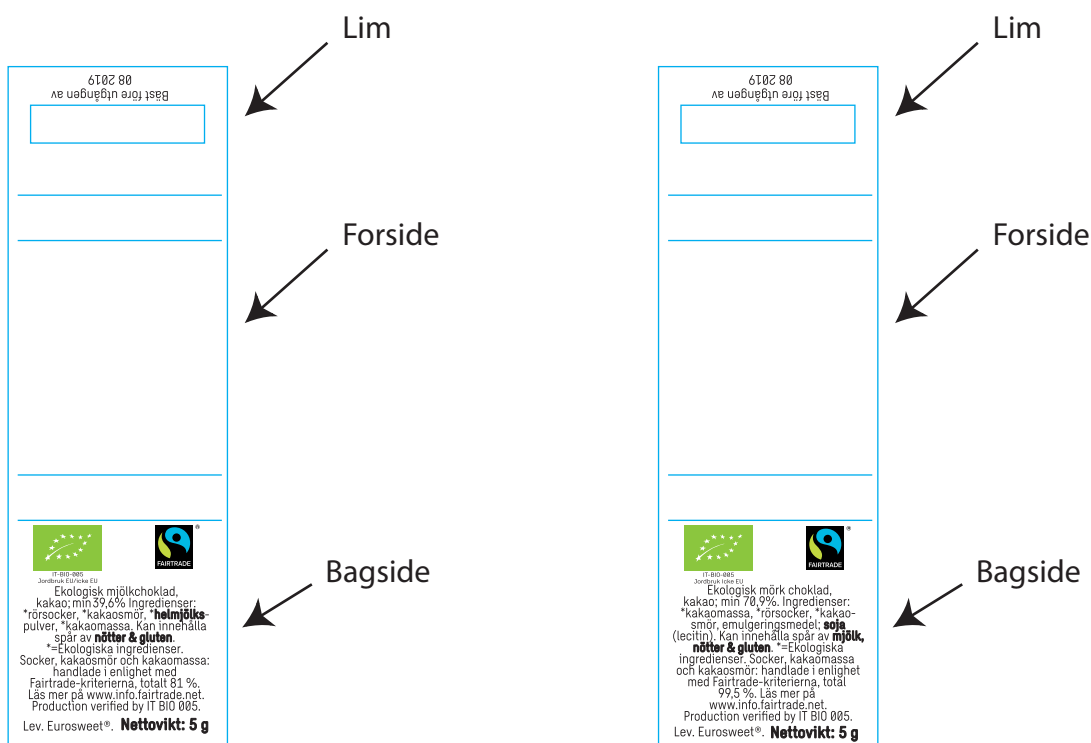 Lim
08 2019
Bäst före utgången av
Forside
®
FAIRTRADE
IT-BIO-005
Jordbruk EU/icke EU
Bagside
Ekologisk mjölkchoklad,
kakao; min 39,6% Ingredienser:
*rörsocker, *kakaosmör, *helmjölks-
pulver, *kakaomassa. Kan innehålla
spår av nötter & gluten.
*=Ekologiska ingredienser.
Socker, kakaosmör och kakaomassa:
handlade i enlighet med
Fairtrade-kriterierna, totalt 81 %.
Läs mer på www.info.fairtrade.net.
Production verified by IT BIO 005.
Lev. Eurosweet®. Nettovikt: 5 g
Lim
08 2019
Bäst före utgången av
Forside
®
FAIRTRADE
IT-BIO-005
Jordbruk icke EU
Bagside
Ekologisk mörk choklad,
kakao; min 70,9%. Ingredienser:
*kakaomassa, *rörsocker, *kakao-
smör, emulgeringsmedel; soja
(lecitin). Kan innehålla spår av mjölk,
nötter & gluten. *=Ekologiska
ingredienser. Socker, kakaomassa
och kakaosmör: handlade i enlighet
med Fairtrade-kriterierna, total
99,5 %. Läs mer på
www.info.fairtrade.net.
Production verified by IT BIO 005.
Lev. Eurosweet®. Nettovikt: 5 g